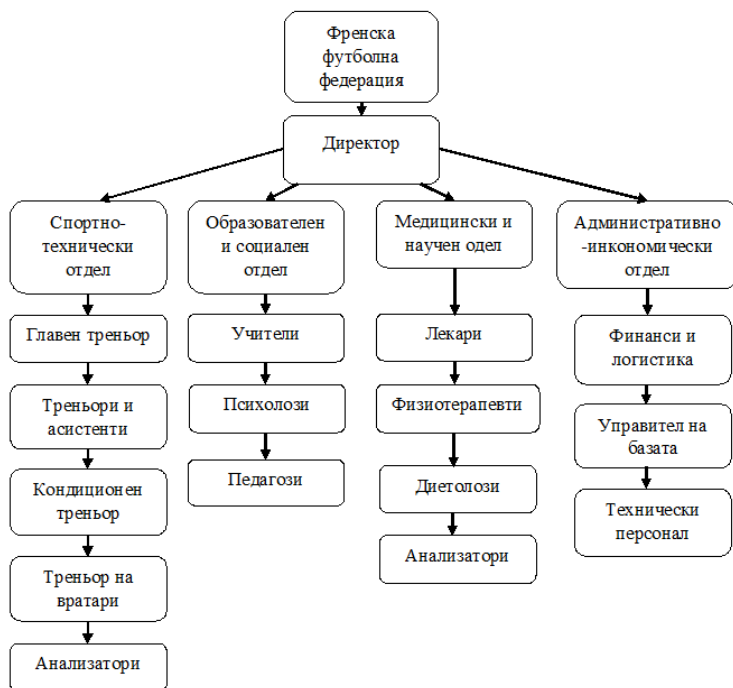 Френска
футболна
федерация
Директор
Спортно-
технически
отдел
Образователен
и социален
отдел
Медицински и
научен одел
Административно
-инкономически
отдел
Главен треньор
Учители
Лекари
Финанси и
логистика
Треньори и
асистенти
Психолози
Физиотерапевти
Управител на
базата
Кондиционен
треньор
Педагози
Диетолози
Технически
персонал
Треньор на
вратари
Анализатори
Анализатори